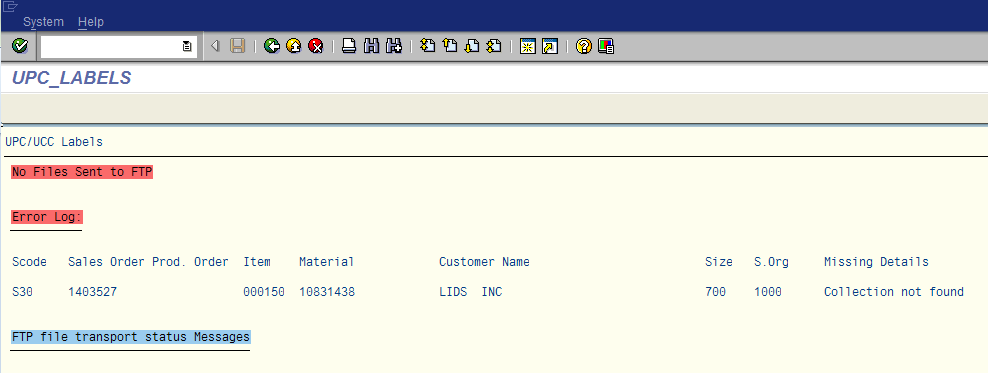 System Help
UPC_LABELS
UPC/UCC Labels
No Files Sent to FTP
Error Log:
Scode Sales Order Prod. Order Item Material Customer Name Size S.Org Missing Details
S30 1403527 000150 10831438 LIDS INC 700 1000 Collection not found
FTP file transport status Messages